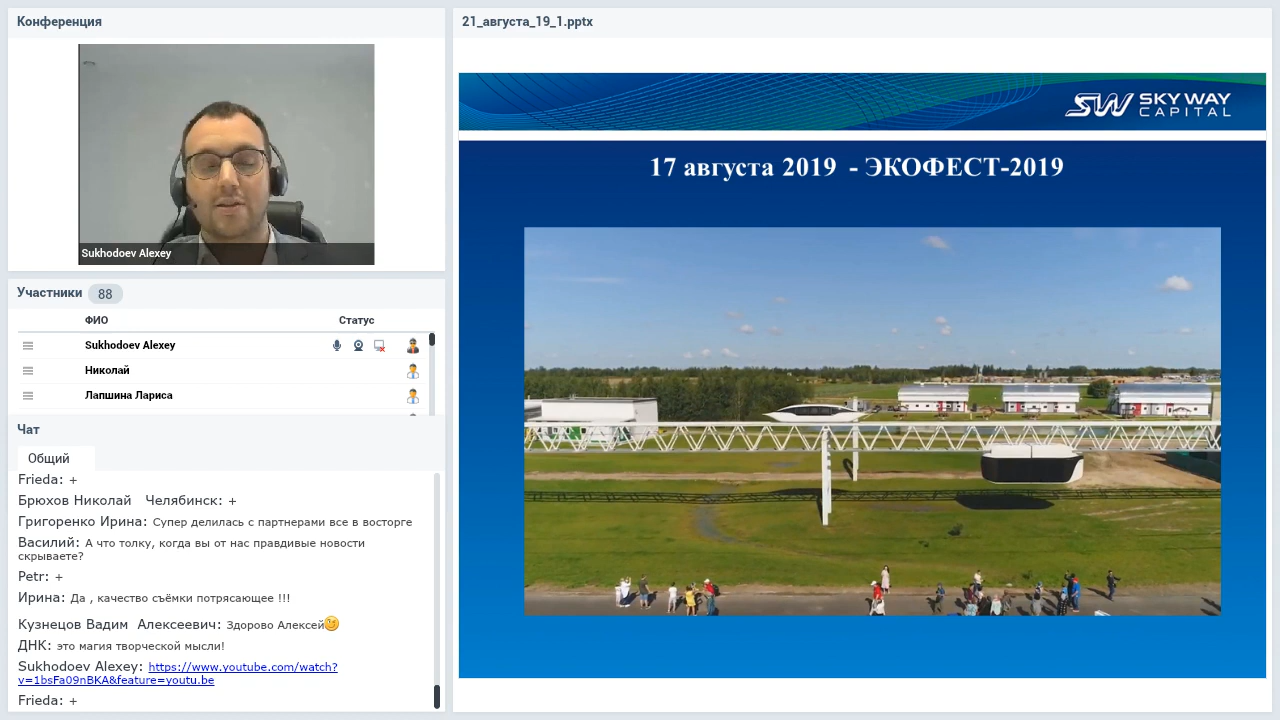 Конференция
Sukhodoev Alexey
Участники 88
ФИО Статус
Sukhodoev Alexey
Николай
Лапшина Лариса
Чат
Общий
Frieda: +
Брюхов Николай Челябинск: +
Григоренко Ирина: Супер делилась с партнерами все в восторге
Василий: А что толку, когда вы от нас правдивые новости
скрываете?
Petr: +
Ирина: Да , качество съёмки потрясающее !!!
Кузнецов Вадим Алексеевич: Здорово Алексей
ДНК: это магия творческой мысли!
Sukhodoev Alexey: https://www.youtube.com/watch?
v=1bsFa09nBKA&feature=youtu.be
Frieda: +
21_августа_19_1.pptx
SW SKY WAY
CAPITAL
17 августа 2019 - ЭКОФЕСТ-2019